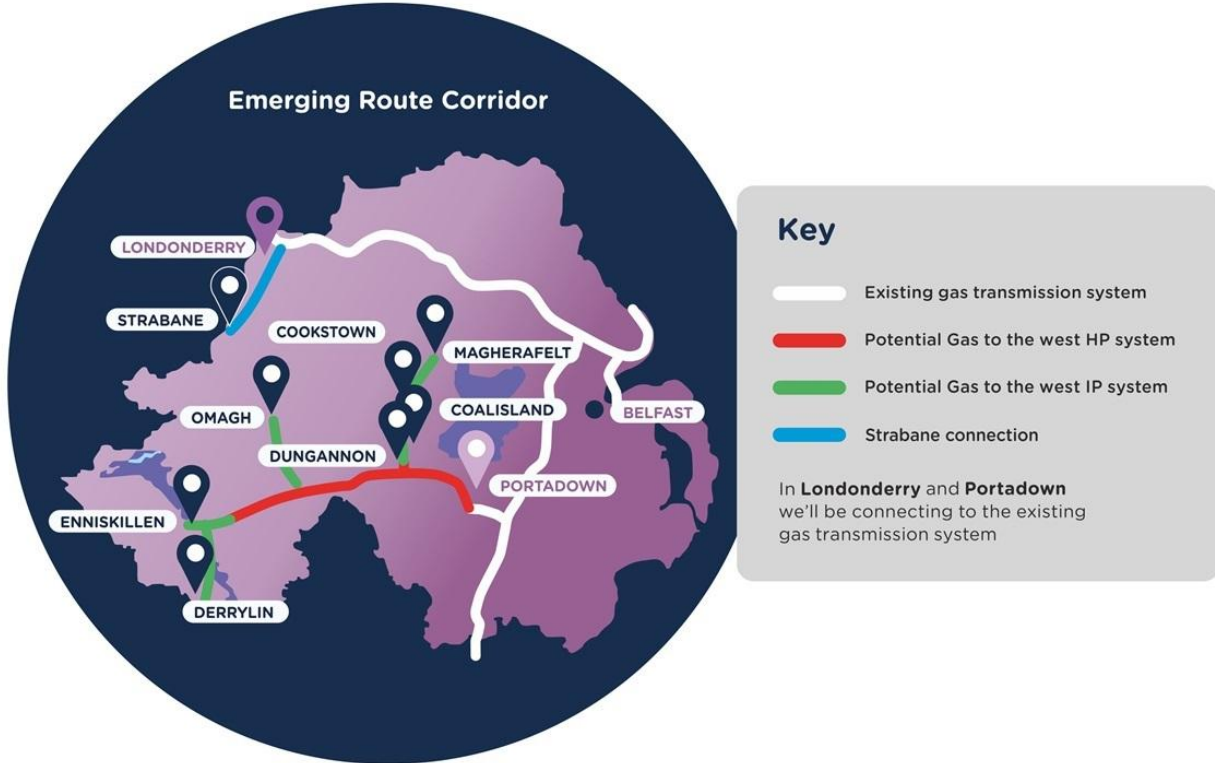 Emerging Route Corridor
LONDONDERRY
STRABANE
COOKSTOWN
MAGHERAFELT
OMAGH
COALISLAND
BELFAST
DUNGANNON
PORTADOWN
ENNISKILLEN
DERRYLIN
Key
Existing gas transmission system
Potential Gas to the west HP system
Potential Gas to the west IP system
Strabane connection
In Londonderry and Portadown
we'll be connecting to the existing
gas transmission system